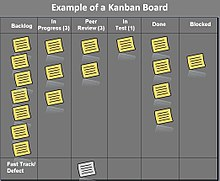 Example of a Kanban Board
Backlog
In
Progress (3)
Peer
Review (3)
In
Test (1)
Done
Blocked
Fast Track/
Defect